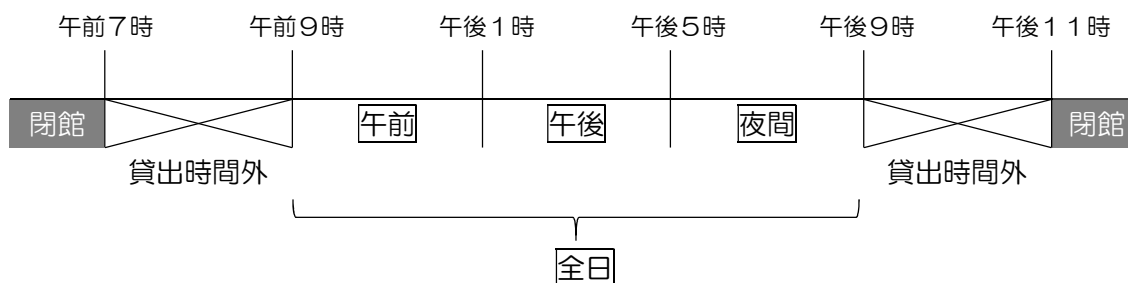 午前７時 午前９時 午後１時 午後５時 午後９時 午後１１時
閉館 午前 午後 夜間 閉館
貸出時間外 貸出時間外
全日